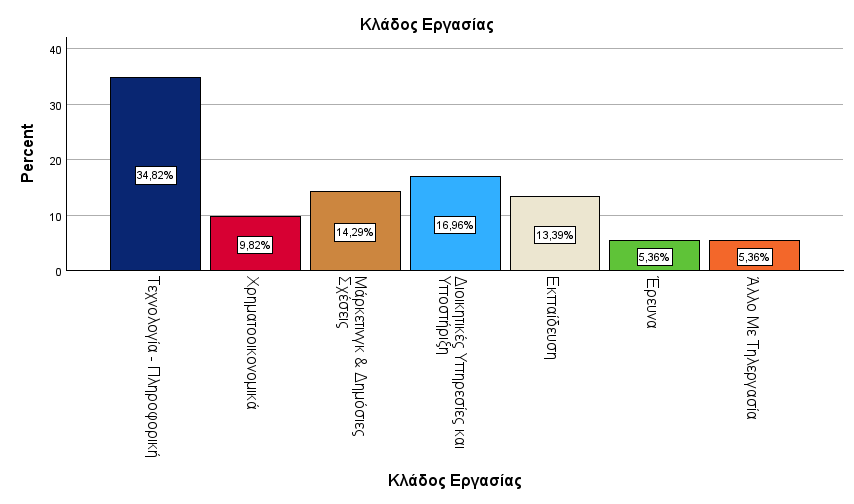 Κλάδος Εργασίας
Percent
40
30
20
10
0
34,82%
9,82%
14,29%
16,96%
13,39%
5,36%
5,36%
Τεχνολογία - Πληροφορική
Χρηματοοικονομικά
Μάρκετινγκ & Δημόσιες
Σχέσεις
Διοικητικές Υπηρεσίες και
Υποστήριξη
Εκπαίδευση
Έρευνα
Άλλο Με Τηλεργασία
Κλάδος Εργασίας